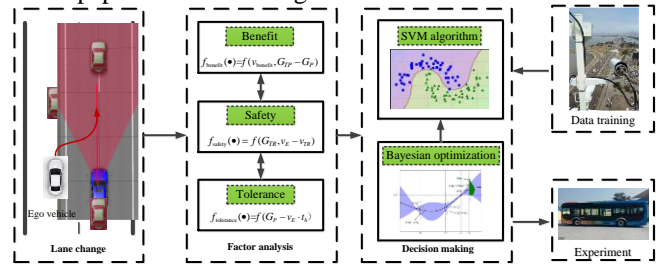 Ego vehicle
Lane change
Benefit
f_benefit(•)=f(v_benefit, G_TP − G_P)
Safety
f_safety(•) = f(G_TR, v_E − v_TR)
Tolerance
f_tolerance(•)=f(G_P − v_E · t_h)
Factor analysis
SVM algorithm
Bayesian optimization
Decision making
Data training
Experiment